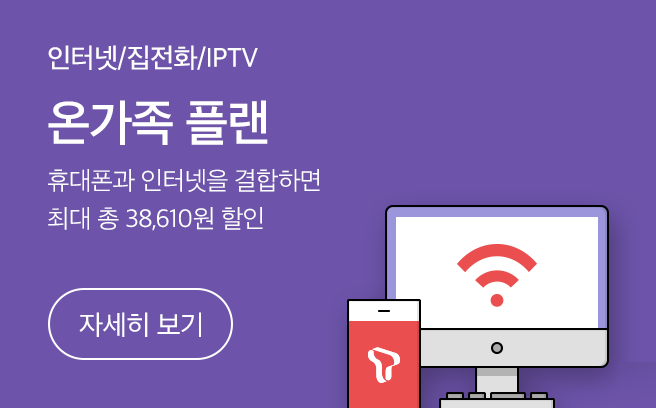 인터넷/집전화/IPTV
온가족 플랜
휴대폰과 인터넷을 결합하면
최대 총 38,610원 할인
자세히 보기